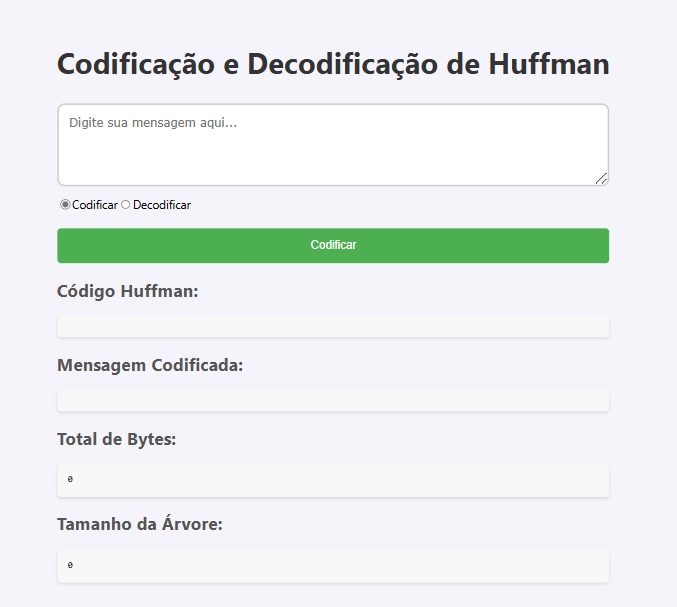 Codificação e Decodificação de Huffman
Digite sua mensagem aqui...
Codificar Decodificar
Codificar
Código Huffman:
Mensagem Codificada:
Total de Bytes:
0
Tamanho da Árvore:
0